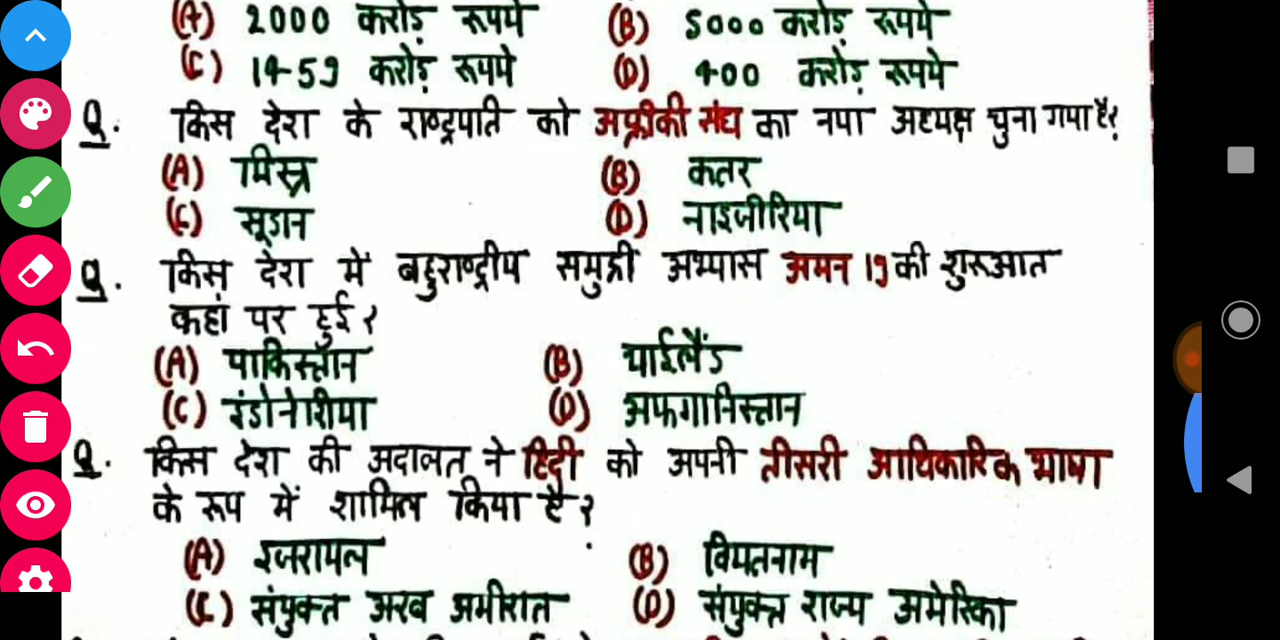 (A) 2000 करोड़ रूपये (B) 5000 करोड़ रूपये
(C) 14-59 करोड़ रूपये (D) 400 करोड़ रूपये
Q. किस देश के राष्ट्रपति को अफ्रीकी संघ का नया अध्यक्ष चुना गया है?
(A) मिस्त्र (B) कतर
(C) सूडान (D) नाइजीरिया
Q. किस देश में बहुराष्ट्रीय समुद्री अभ्यास अमन 19 की शुरूआत
कहां पर हुई?
(A) पाकिस्तान (B) थाईलैंड
(C) इंडोनेशिया (D) अफगानिस्तान
Q. किस देश की अदालत ने हिंदी को अपनी तीसरी आधिकारिक भाषा
के रूप में शामिल किया है?
(A) इजरायल (B) वियतनाम
(C) संयुक्त अरब अमीरात (D) संयुक्त राज्य अमेरिका